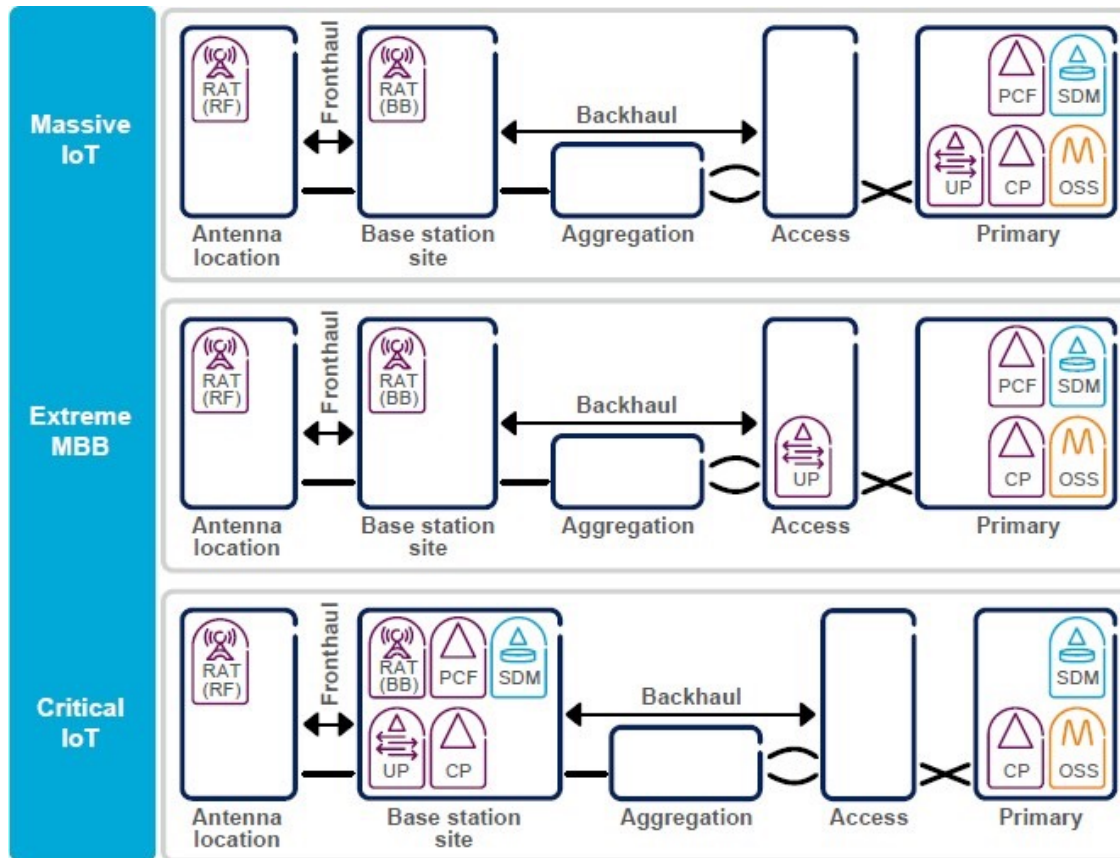 Massive
IoT
RAT
(RF)
Fronthaul
RAT
(BB)
Backhaul
PCF
SDM
UP
CP
OSS
Antenna
location
Base station
site
Aggregation
Access
Primary
Extreme
MBB
RAT
(RF)
Fronthaul
RAT
(BB)
Backhaul
UP
PCF
SDM
CP
OSS
Antenna
location
Base station
site
Aggregation
Access
Primary
Critical
IoT
RAT
(RF)
Fronthaul
RAT
(BB)
PCF
SDM
UP
CP
Backhaul
SDM
CP
OSS
Antenna
location
Base station
site
Aggregation
Access
Primary